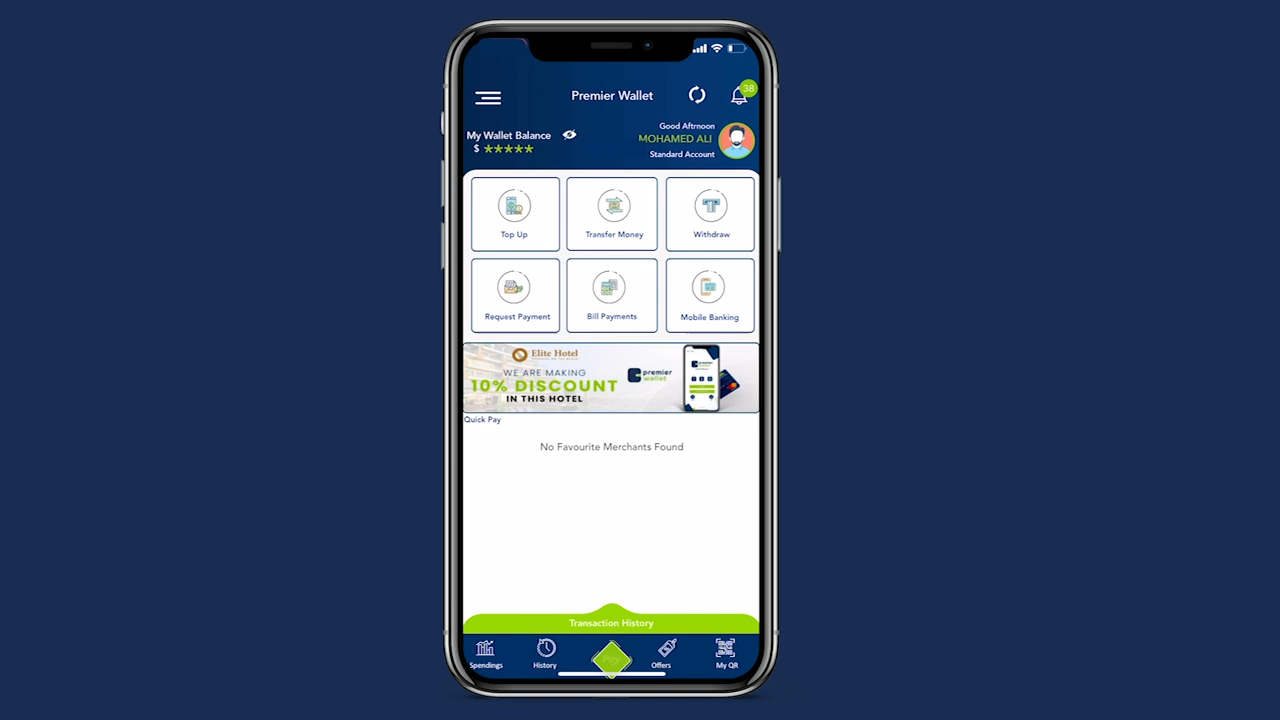 Premier Wallet
38
My Wallet Balance
$ *****
Good Aftrnoon
MOHAMED ALI
Standard Account
Top Up
Transfer Money
Withdraw
Request Payment
Bill Payments
Mobile Banking
Elite Hotel
WE ARE MAKING
10% DISCOUNT
IN THIS HOTEL
premier
wallet
Quick Pay
No Favourite Merchants Found
Transaction History
Spendings
History
Pay
Offers
My QR